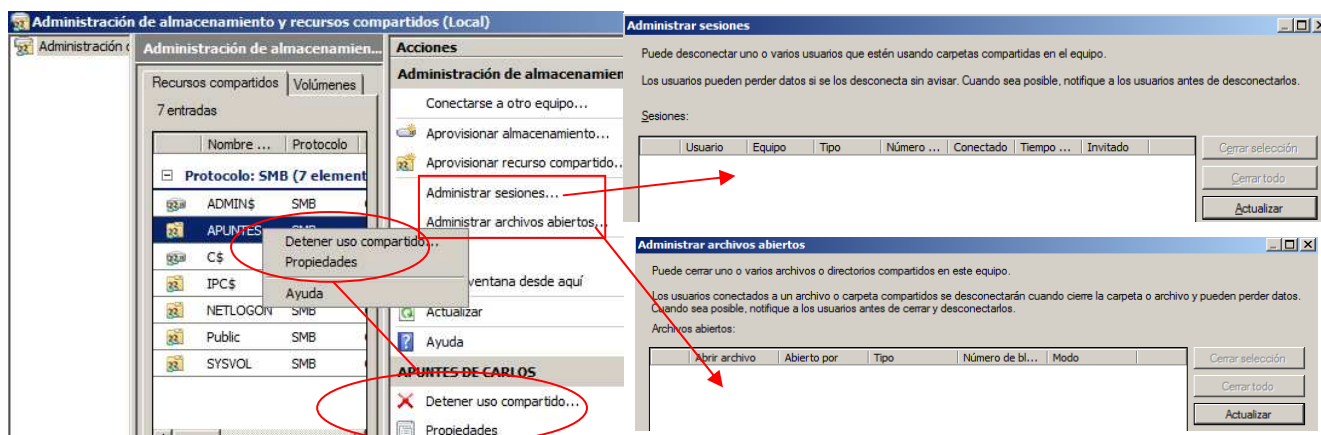 Administración de almacenamiento y recursos compartidos (Local)
Administración
Administración de almacenamien...
Recursos compartidos
Volúmenes
7 entradas
Nombre ...
Protocolo
Protocolo: SMB (7 element
ADMIN$ SMB
APUNTES
C$
IPC$
NETLOGON SMB
Public SMB
SYSVOL SMB
Detener uso compartido...
Propiedades
Ayuda
Acciones
Administración de almacenamien
Conectarse a otro equipo...
Aprovisionar almacenamiento...
Aprovisionar recurso compartido..
Administrar sesiones...
Administrar archivos abiertos...
ventana desde aquí
Actualizar
Ayuda
APUNTES DE CARLOS
Detener uso compartido...
Propiedades
Administrar sesiones
Puede desconectar uno o varios usuarios que estén usando carpetas compartidas en el equipo.
Los usuarios pueden perder datos si se los desconecta sin avisar. Cuando sea posible, notifique a los usuarios antes de desconectarlos.
Sesiones:
Usuario Equipo Tipo Número ... Conectado Tiempo ... Invitado
Cerrar selección
Cerrar todo
Actualizar
Administrar archivos abiertos
Puede cerrar uno o varios archivos o directorios compartidos en este equipo.
Los usuarios conectados a un archivo o carpeta compartidos se desconectarán cuando cierre la carpeta o archivo y pueden perder datos.
Cuando sea posible, notifique a los usuarios antes de cerrar y desconectarlos.
Archivos abiertos:
Abrir archivo Abierto por Tipo Número de bl... Modo
Cerrar selección
Cerrar todo
Actualizar